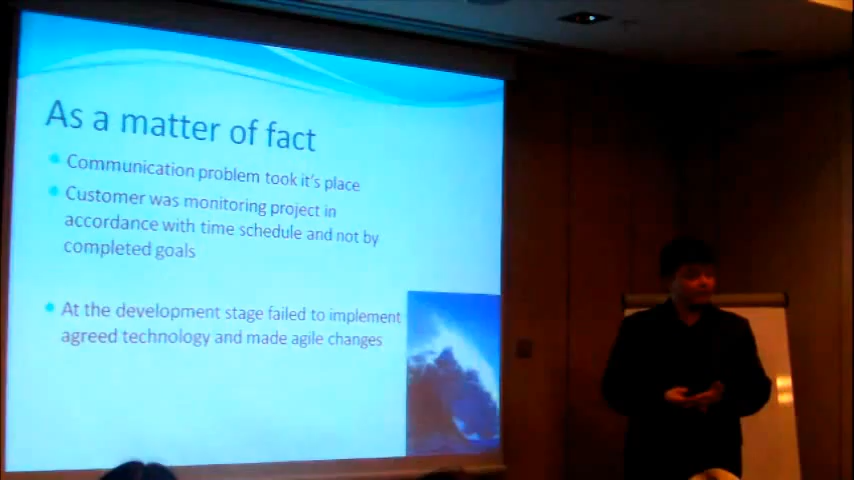 As a matter of fact
Communication problem took it's place
Customer was monitoring project in
accordance with time schedule and not by
completed goals
At the development stage failed to implement
agreed technology and made agile changes